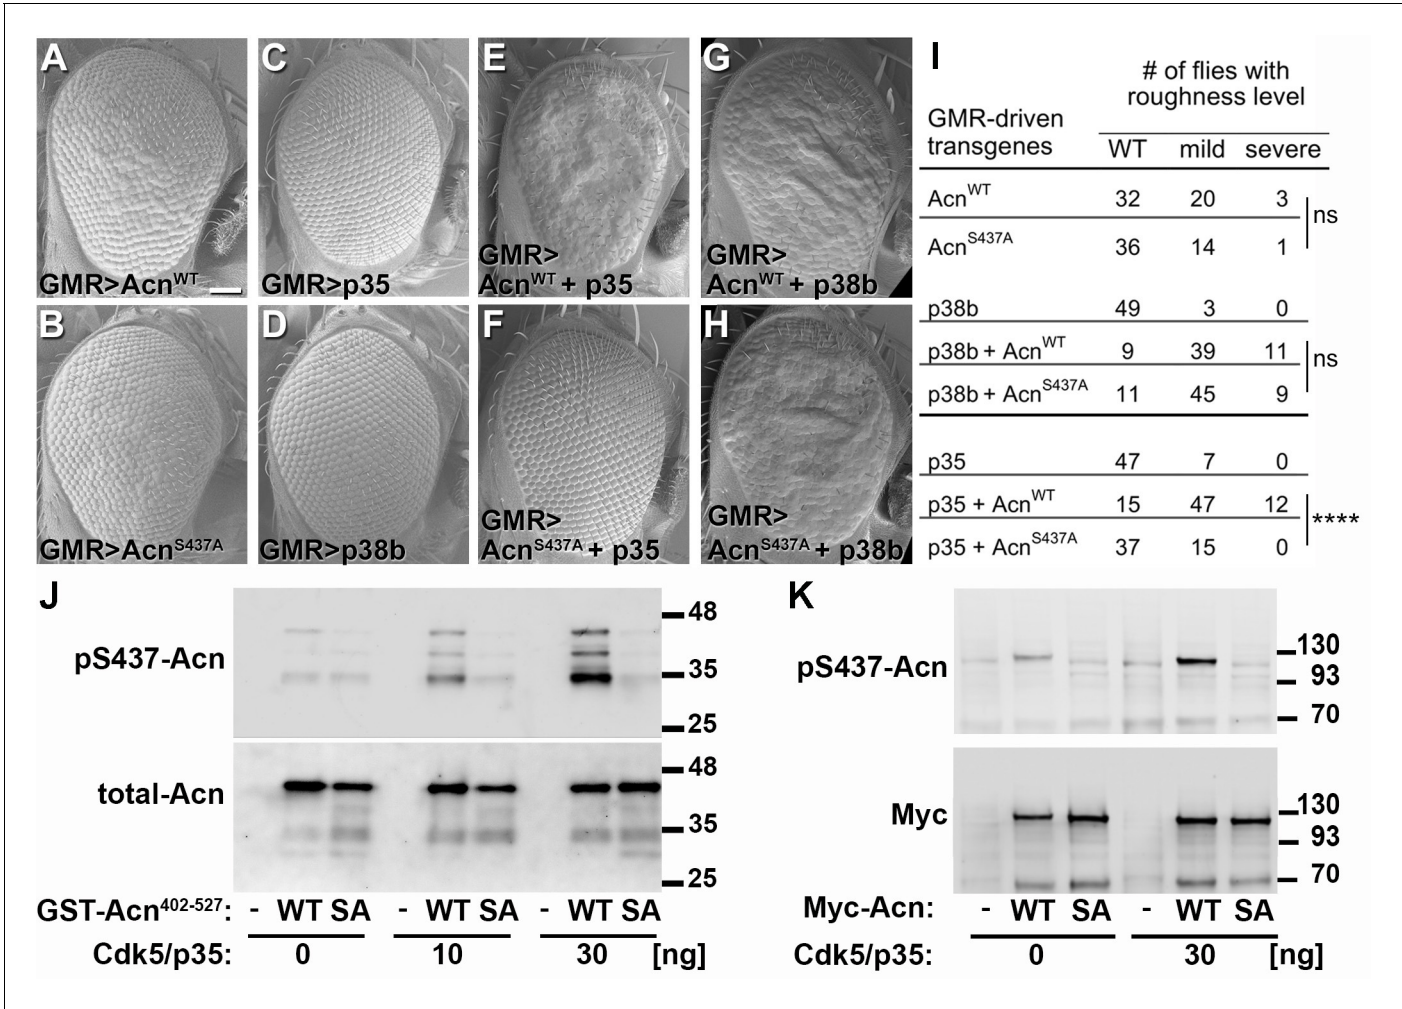 A
GMR>Acn^WT
C
GMR>p35
E
GMR>
Acn^WT + p35
G
GMR>
Acn^WT + p38b
B
GMR>Acn^S437A
D
GMR>p38b
F
GMR>
Acn^S437A + p35
H
GMR>
Acn^S437A + p38b
I
# of flies with
roughness level
GMR-driven
transgenes
WT mild severe
Acn^WT 32 20 3
ns
Acn^S437A 36 14 1
p38b 49 3 0
p38b + Acn^WT 9 39 11
ns
p38b + Acn^S437A 11 45 9
p35 47 7 0
p35 + Acn^WT 15 47 12
****
p35 + Acn^S437A 37 15 0
J
pS437-Acn
48
35
25
total-Acn
48
35
25
GST-Acn^402-527: - WT SA - WT SA - WT SA
Cdk5/p35: 0 10 30 [ng]
K
pS437-Acn
130
93
70
Myc
130
93
70
Myc-Acn: - WT SA - WT SA
Cdk5/p35: 0 30 [ng]